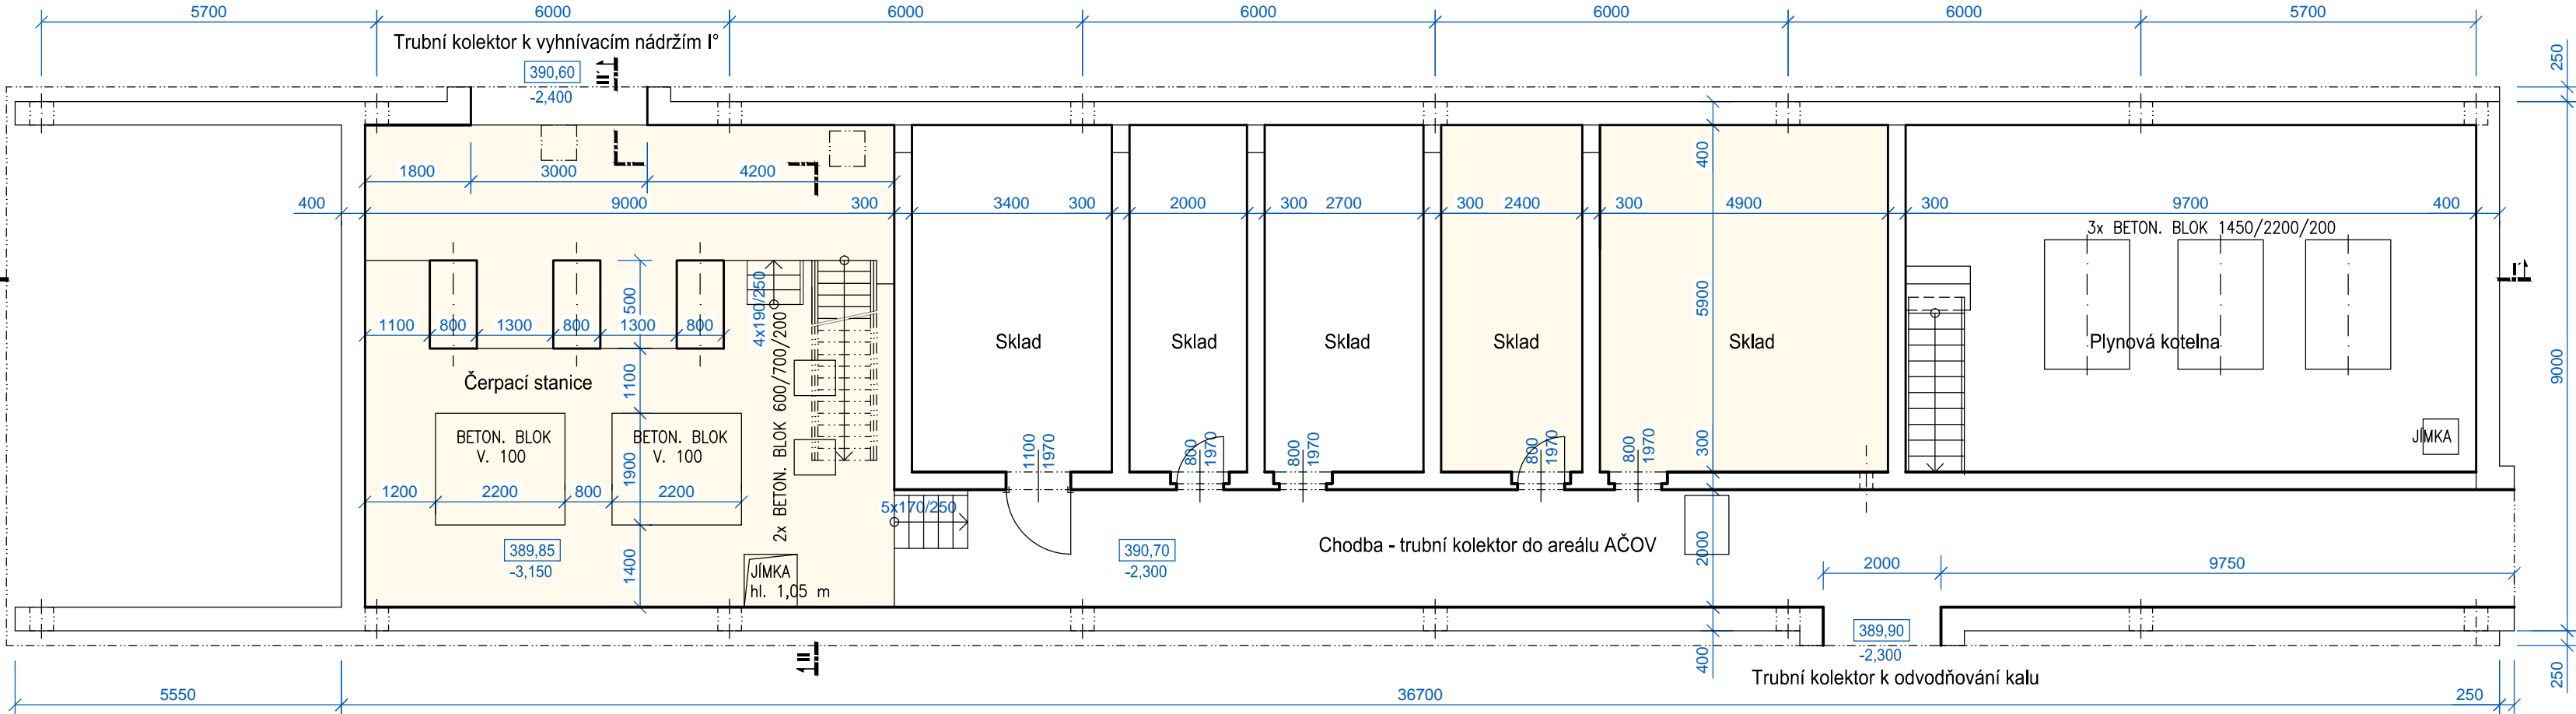 5700 6000 6000 6000 6000 6000 5700
Trubní kolektor k vyhnívacím nádržím I°
390,60
-2,400
II
250
1800 3000 4200
400
400 9000 300 3400 300 2000 300 2700 300 2400 300 4900 300 9700 400
3x BETON. BLOK 1450/2200/200
I
500
4x190/250
5900
1100 800 1300 800 1300 800
Sklad Sklad Sklad Sklad Sklad Plynová kotelna
9000
Čerpací stanice
1100
2x BETON. BLOK 600/700/200
BETON. BLOK
V. 100
BETON. BLOK
V. 100
1900
1100
1970
800
1970
800
1970
800
1970
800
1970
300
JÍMKA
1200 2200 800 2200
5x170/250
389,85
-3,150
1400
JÍMKA
hl. 1,05 m
390,70
-2,300
Chodba - trubní kolektor do areálu AČOV
2000
2000 9750
389,90
-2,300
II
400
Trubní kolektor k odvodňování kalu
250
5550 36700 250